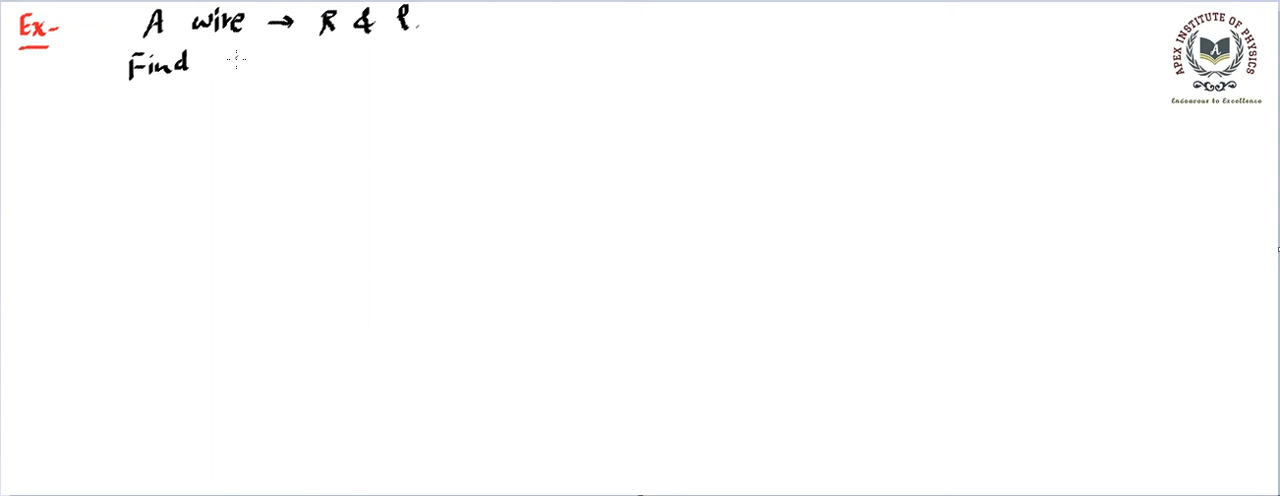 Ex- A wire → R & ρ.
Find
APEX INSTITUTE OF PHYSICS
A
Endeavour to Excellence